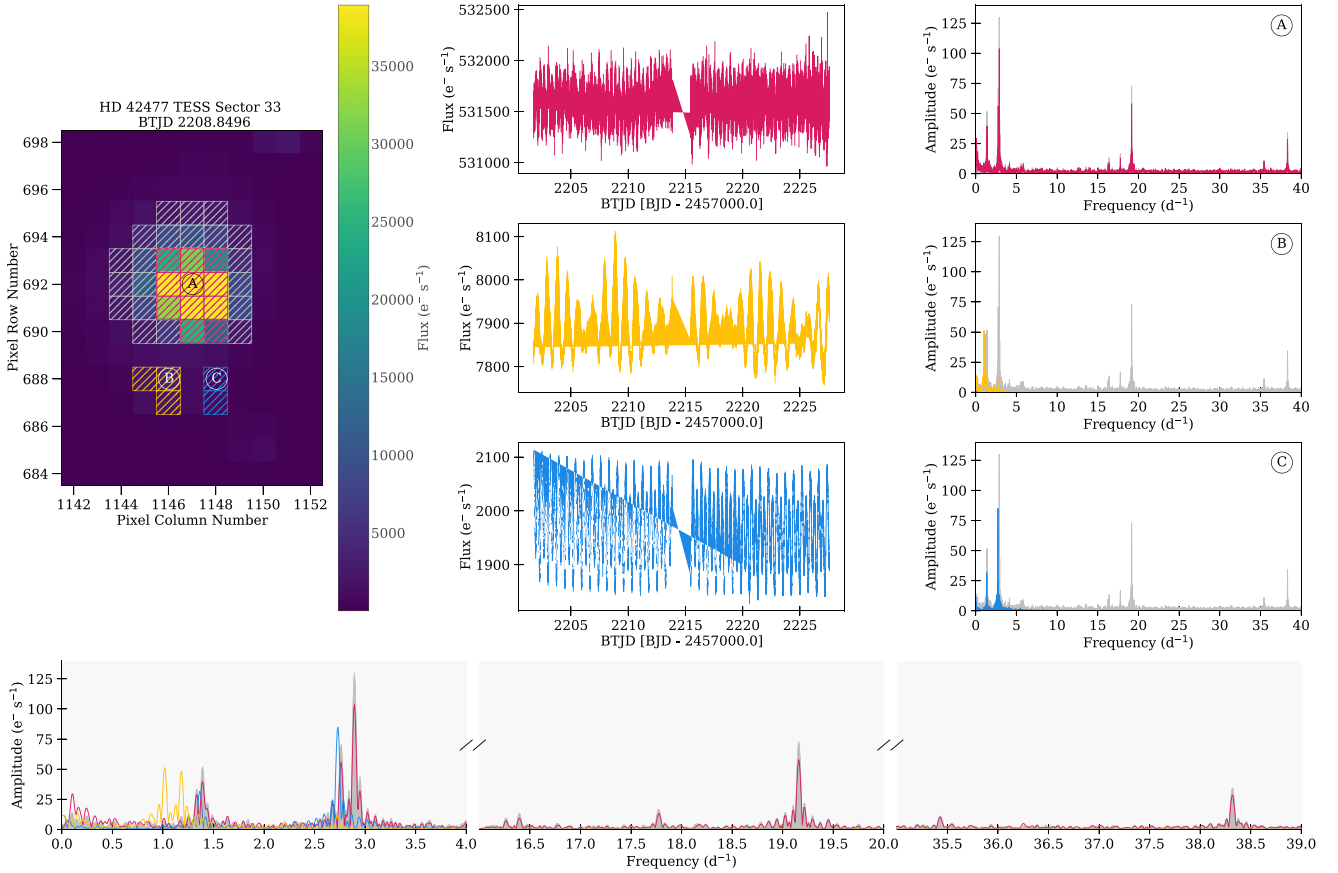 HD 42477 TESS Sector 33
BTJD 2208.8496
698
696
694
692
690
688
686
684
Pixel Row Number
1142 1144 1146 1148 1150 1152
Pixel Column Number
A
B
C
35000
30000
25000
20000
15000
10000
5000
Flux (e⁻ s⁻¹)
532500
532000
531500
531000
Flux (e⁻ s⁻¹)
2205 2210 2215 2220 2225
BTJD [BJD - 2457000.0]
125
100
75
50
25
0
Amplitude (e⁻ s⁻¹)
A
0 5 10 15 20 25 30 35 40
Frequency (d⁻¹)
8100
8000
7900
7800
Flux (e⁻ s⁻¹)
2205 2210 2215 2220 2225
BTJD [BJD - 2457000.0]
125
100
75
50
25
0
Amplitude (e⁻ s⁻¹)
B
0 5 10 15 20 25 30 35 40
Frequency (d⁻¹)
2100
2000
1900
Flux (e⁻ s⁻¹)
2205 2210 2215 2220 2225
BTJD [BJD - 2457000.0]
125
100
75
50
25
0
Amplitude (e⁻ s⁻¹)
C
0 5 10 15 20 25 30 35 40
Frequency (d⁻¹)
125
100
75
50
25
0
Amplitude (e⁻ s⁻¹)
0.0 0.5 1.0 1.5 2.0 2.5 3.0 3.5 4.0
16.5 17.0 17.5 18.0 18.5 19.0 19.5 20.0
35.5 36.0 36.5 37.0 37.5 38.0 38.5 39.0
Frequency (d⁻¹)